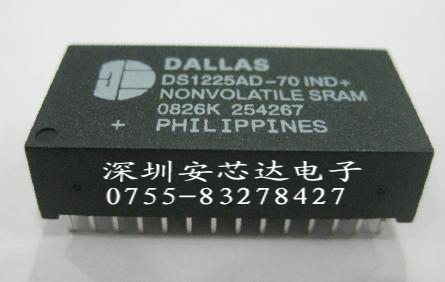 DALLAS
DS1225AD-70 IND+
NONVOLATILE SRAM
0826K 254267
+ PHILIPPINES
深圳安芯达电子
0755-83278427